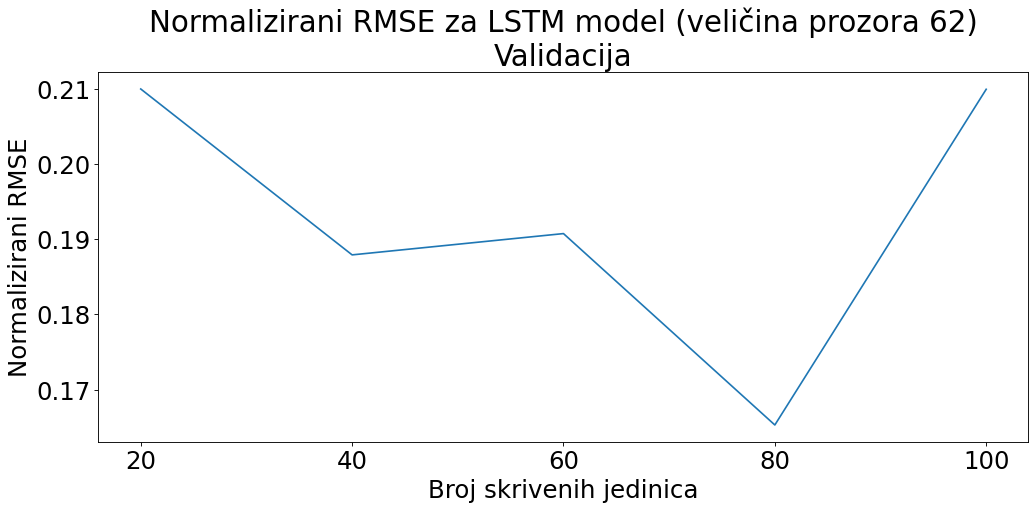 Normalizirani RMSE za LSTM model (veličina prozora 62)
Validacija
Normalizirani RMSE
0.21
0.20
0.19
0.18
0.17
20 40 60 80 100
Broj skrivenih jedinica